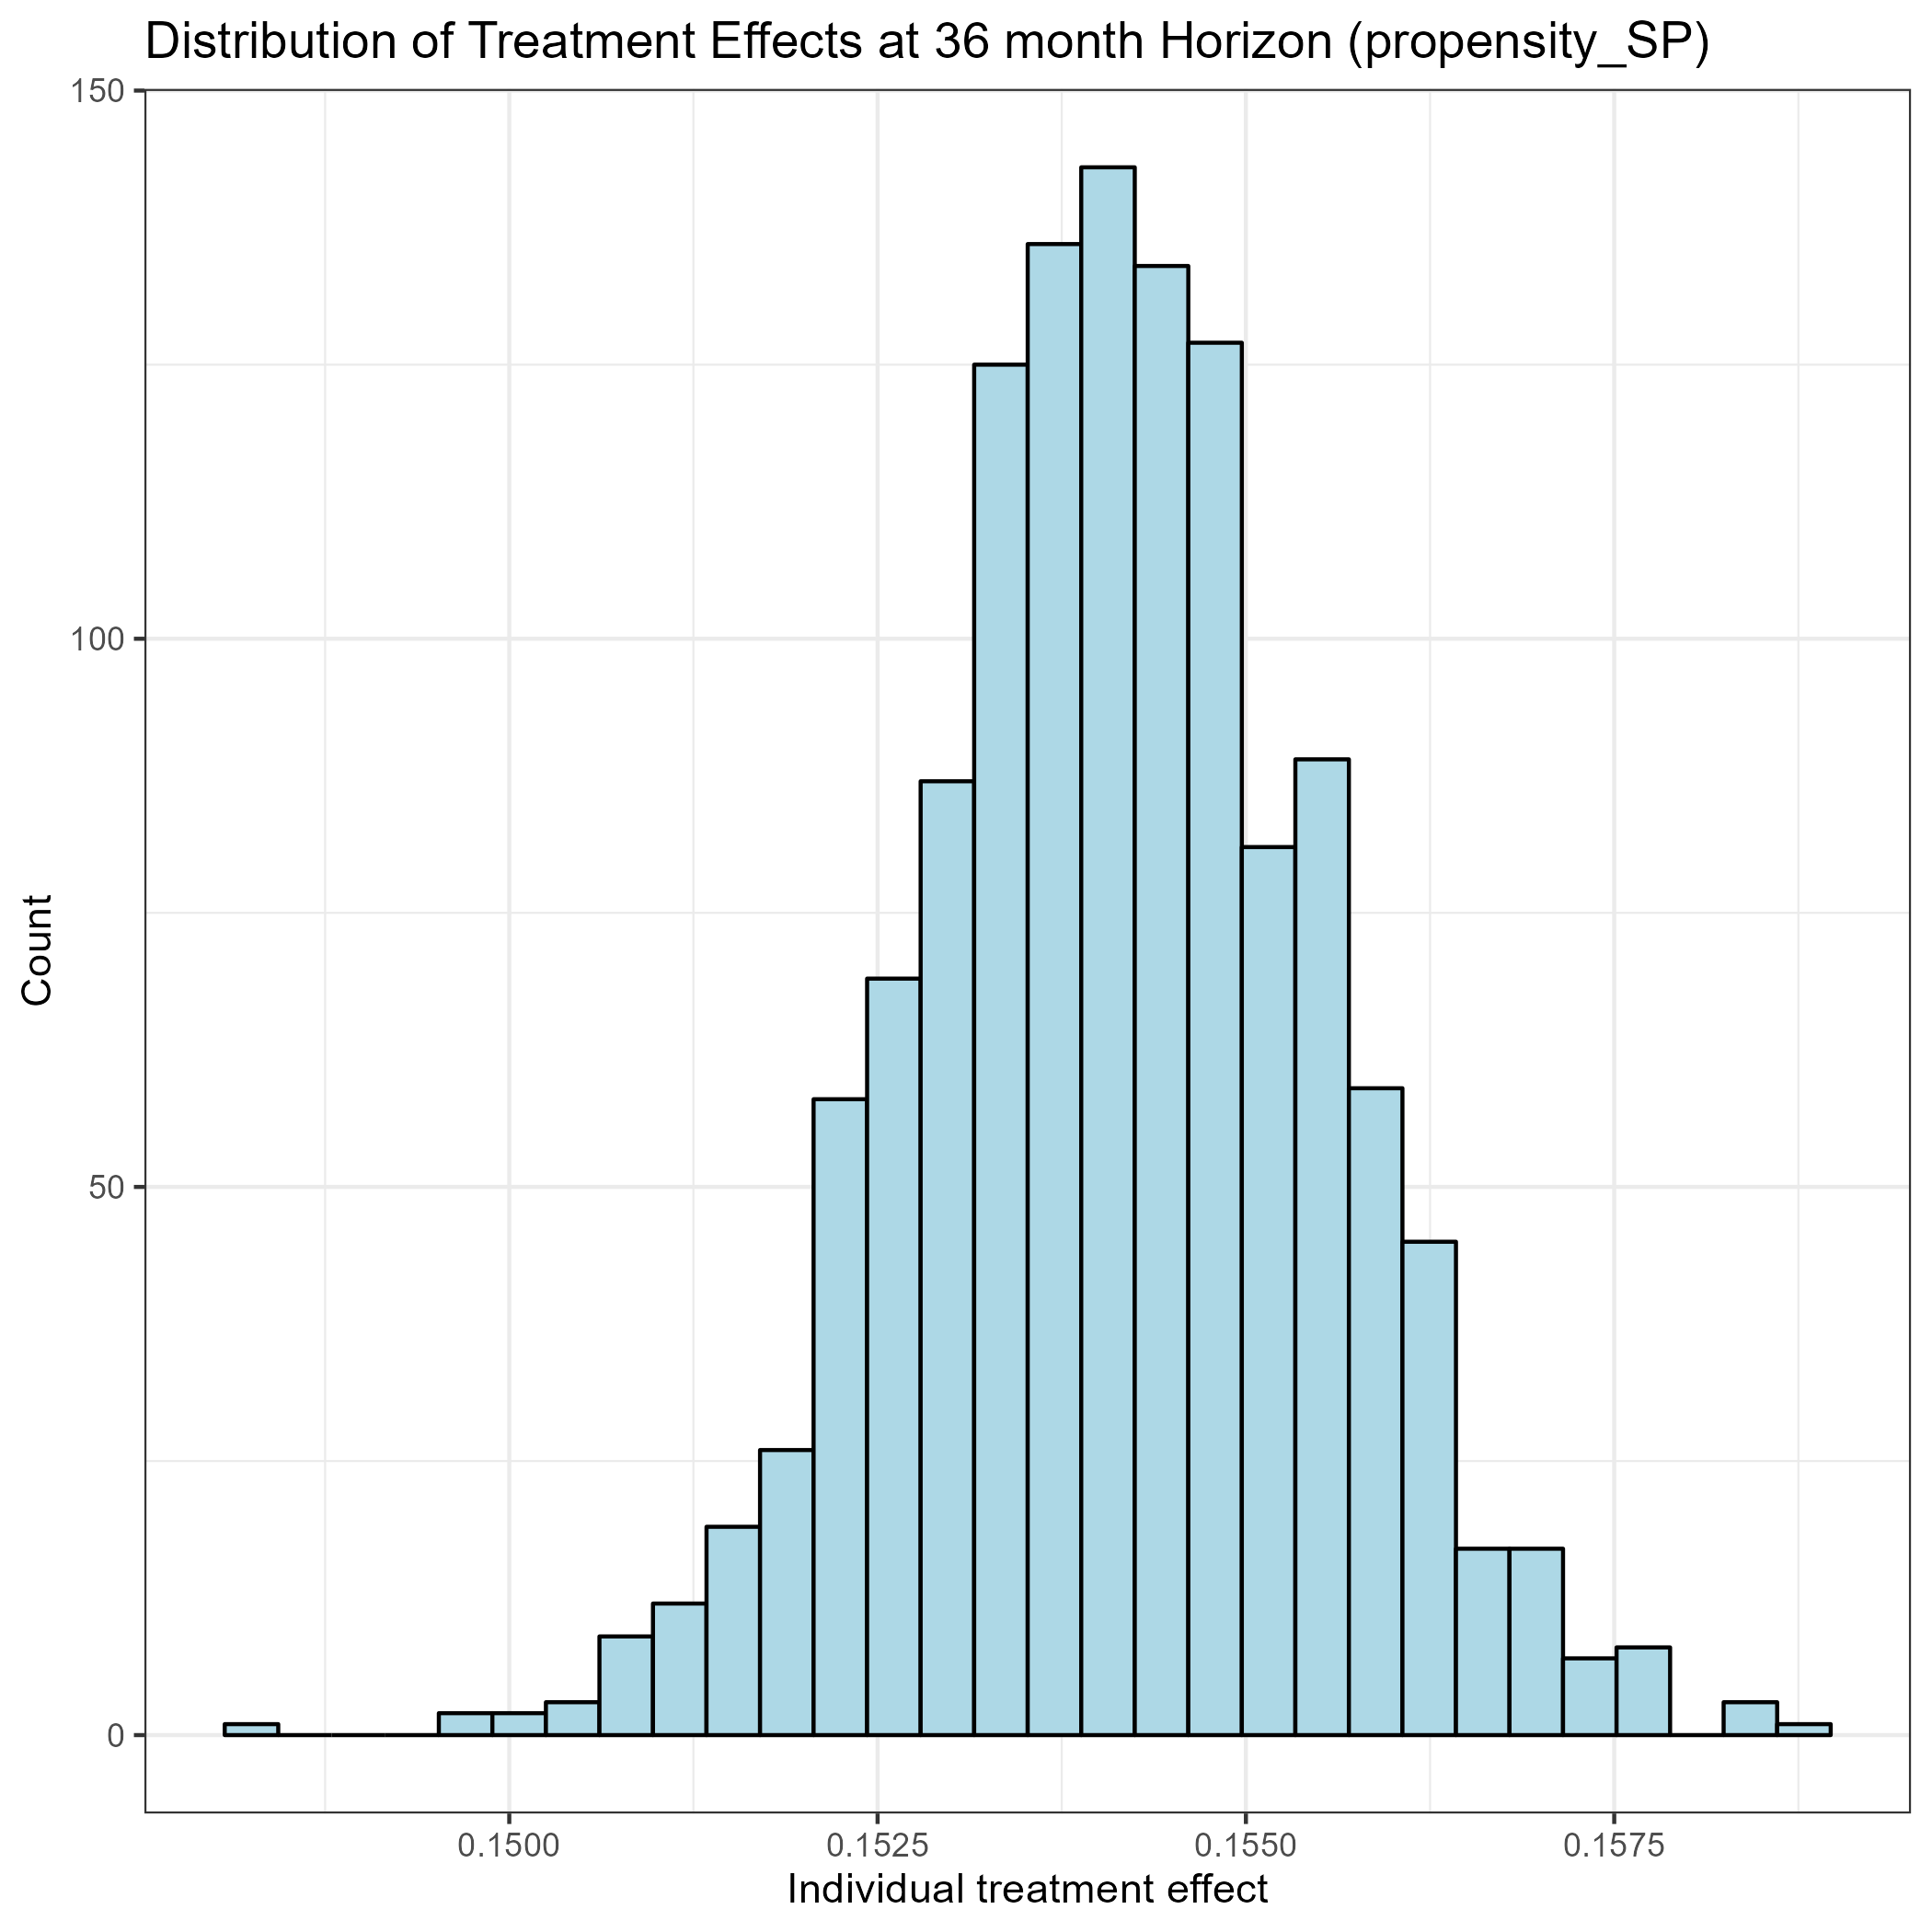 Distribution of Treatment Effects at 36 month Horizon (propensity_SP)
150
100
50
0
Count
0.1500
0.1525
0.1550
0.1575
Individual treatment effect